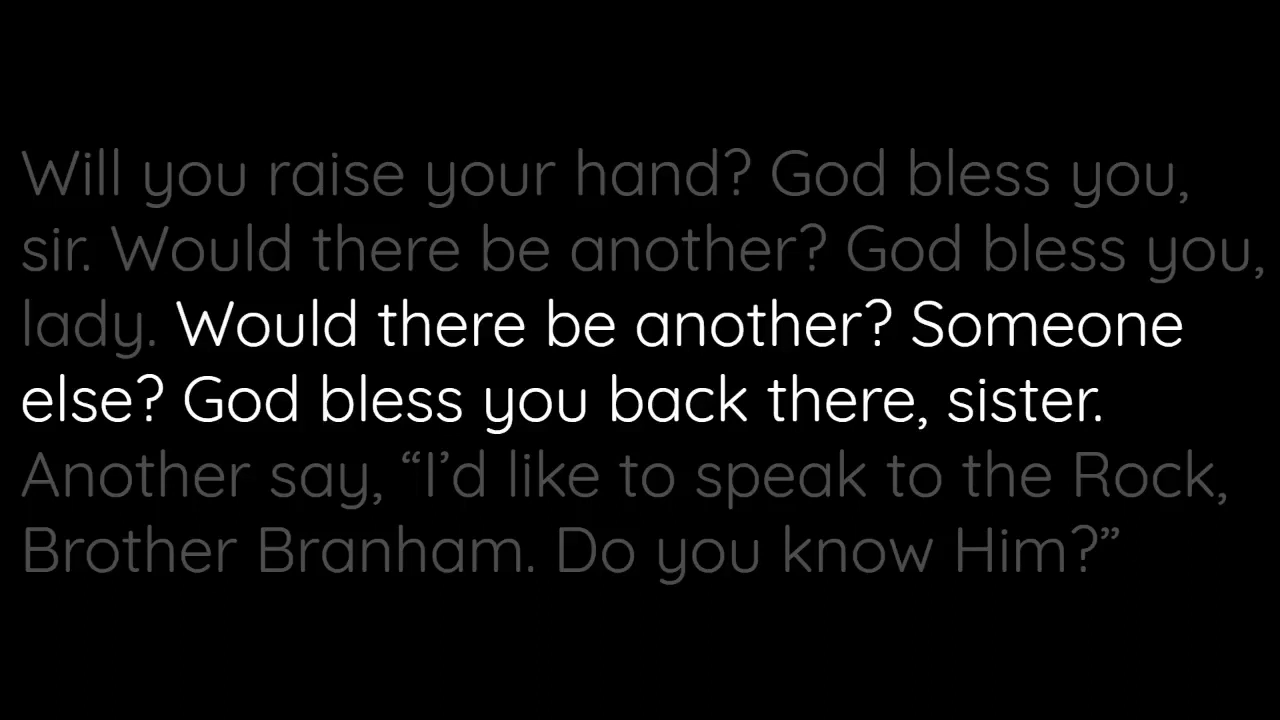 Will you raise your hand? God bless you,
sir. Would there be another? God bless you,
lady. Would there be another? Someone
else? God bless you back there, sister.
Another say, “I’d like to speak to the Rock,
Brother Branham. Do you know Him?”